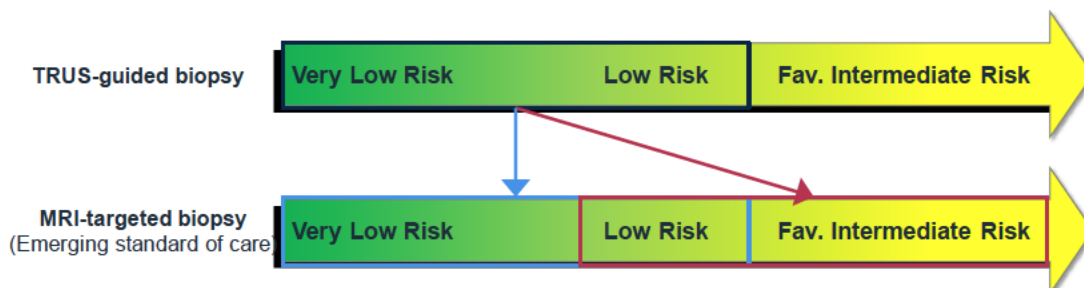 TRUS-guided biopsy
Very Low Risk
Low Risk
Fav. Intermediate Risk
MRI-targeted biopsy
(Emerging standard of care)
Very Low Risk
Low Risk
Fav. Intermediate Risk